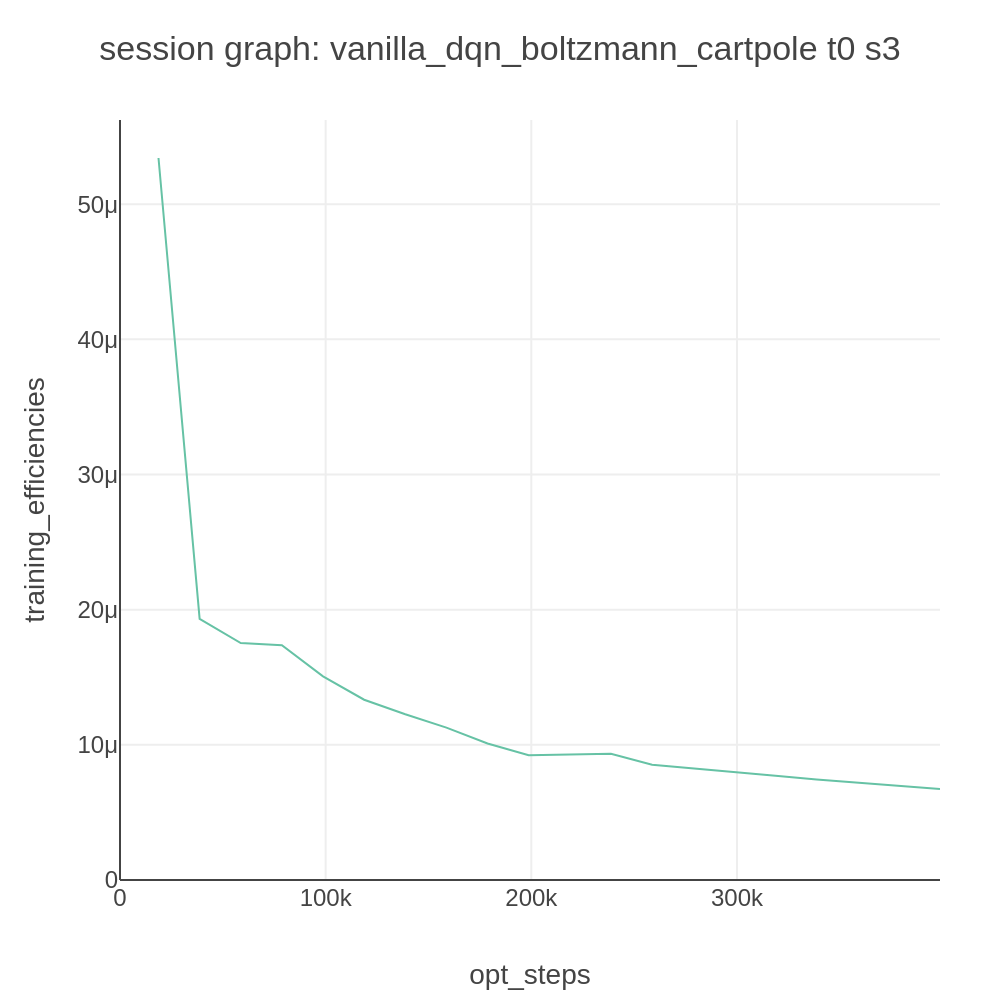 session graph: vanilla_dqn_boltzmann_cartpole t0 s3
training_efficiencies
50μ
40μ
30μ
20μ
10μ
0
0
100k
200k
300k
opt_steps